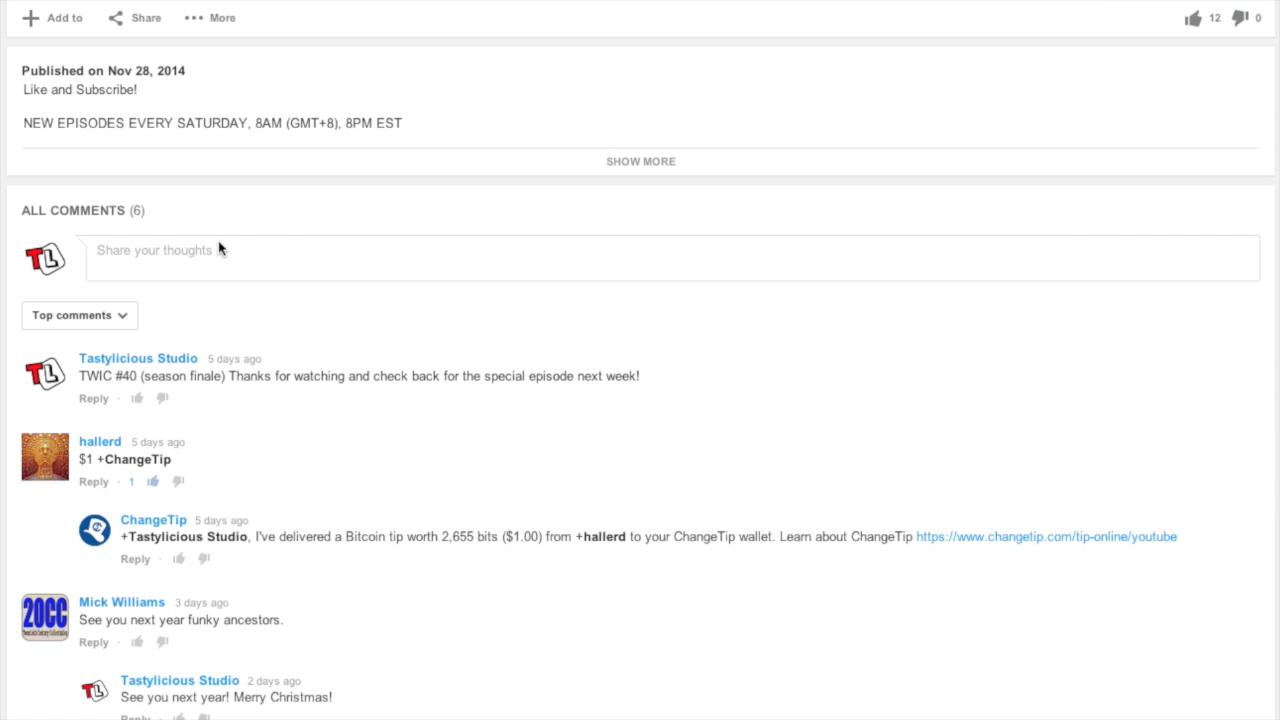 Add to Share More 12 0
Published on Nov 28, 2014
Like and Subscribe!
NEW EPISODES EVERY SATURDAY, 8AM (GMT+8), 8PM EST
SHOW MORE
ALL COMMENTS (6)
TL
Share your thoughts
Top comments
Tastylicious Studio 5 days ago
TL
TWIC #40 (season finale) Thanks for watching and check back for the special episode next week!
Reply
hallerd 5 days ago
$1 +ChangeTip
Reply · 1
ChangeTip 5 days ago
+Tastylicious Studio, I've delivered a Bitcoin tip worth 2,655 bits ($1.00) from +hallerd to your ChangeTip wallet. Learn about ChangeTip https://www.changetip.com/tip-online/youtube
Reply
Mick Williams 3 days ago
20CC
See you next year funky ancestors.
Reply
Tastylicious Studio 2 days ago
TL
See you next year! Merry Christmas!
Reply